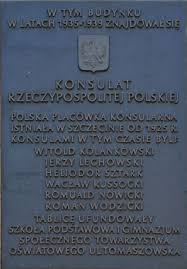 W TYM BUDYNKU
W LATACH 1935-1939 ZNAJDOWAŁ SIĘ
KONSULAT
RZECZYPOSPOLITEJ POLSKIEJ
POLSKA PLACÓWKA KONSULARNA
ISTNIAŁA W SZCZECINIE OD 1925 R.
KONSULAMI W TYM CZASIE BYLI:
WITOLD KOLANKOWSKI
JERZY LECHOWSKI
HELIODOR SZTARK
WACŁAW RUSSOCKI
ROMUALD NOWICKI
ROMAN WODZICKI
TABLICĘ UFUNDOWAŁY
SZKOŁA PODSTAWOWA I GIMNAZJUM
SPOŁECZNEGO TOWARZYSTWA
OŚWIATOWEGO UL. TOMASZOWSKA